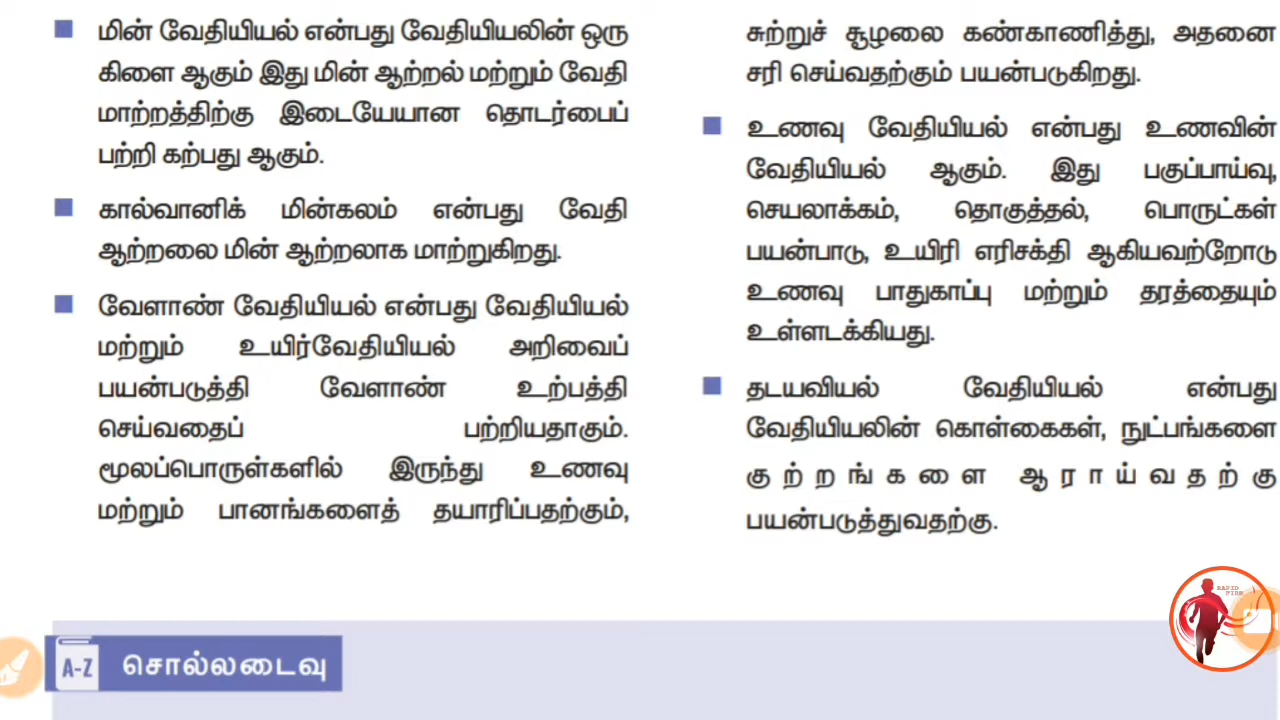 மின் வேதியியல் என்பது வேதியியலின் ஒரு
கிளை ஆகும் இது மின் ஆற்றல் மற்றும் வேதி
மாற்றத்திற்கு இடையேயான தொடர்பைப்
பற்றி கற்பது ஆகும்.
கால்வானிக் மின்கலம் என்பது வேதி
ஆற்றலை மின் ஆற்றலாக மாற்றுகிறது.
வேளாண் வேதியியல் என்பது வேதியியல்
மற்றும் உயிர்வேதியியல் அறிவைப்
பயன்படுத்தி வேளாண் உற்பத்தி
செய்வதைப் பற்றியதாகும்.
மூலப்பொருள்களில் இருந்து உணவு
மற்றும் பானங்களைத் தயாரிப்பதற்கும்,
சுற்றுச் சூழலை கண்காணித்து, அதனை
சரி செய்வதற்கும் பயன்படுகிறது.
உணவு வேதியியல் என்பது உணவின்
வேதியியல் ஆகும். இது பகுப்பாய்வு,
செயலாக்கம், தொகுத்தல், பொருட்கள்
பயன்பாடு, உயிரி எரிசக்தி ஆகியவற்றோடு
உணவு பாதுகாப்பு மற்றும் தரத்தையும்
உள்ளடக்கியது.
தடயவியல் வேதியியல் என்பது
வேதியியலின் கொள்கைகள், நுட்பங்களை
குற்றங்களை ஆராய்வதற்கு
பயன்படுத்துவதற்கு.
RAPID
FIRE
A-Z சொல்லடைவு